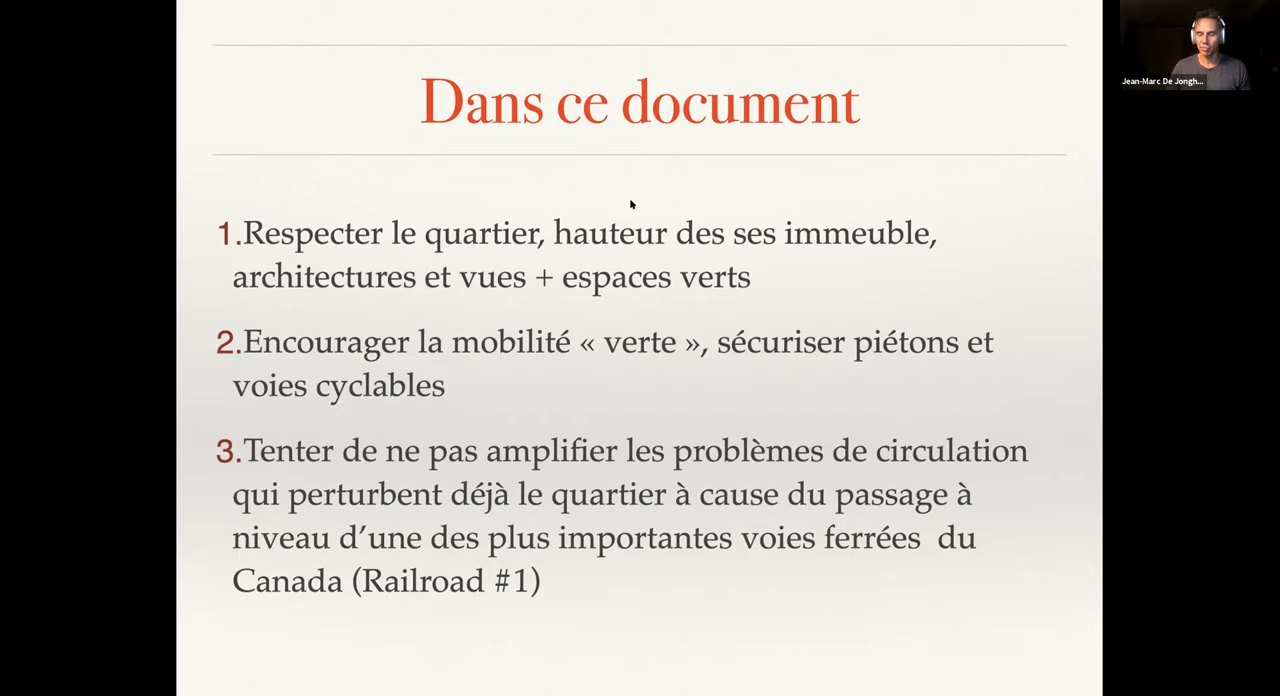 Dans ce document
1.Respecter le quartier, hauteur des ses immeuble,
architectures et vues + espaces verts
2.Encourager la mobilité « verte », sécuriser piétons et
voies cyclables
3.Tenter de ne pas amplifier les problèmes de circulation
qui perturbent déjà le quartier à cause du passage à
niveau d’une des plus importantes voies ferrées du
Canada (Railroad #1)
Jean-Marc De Jongh...